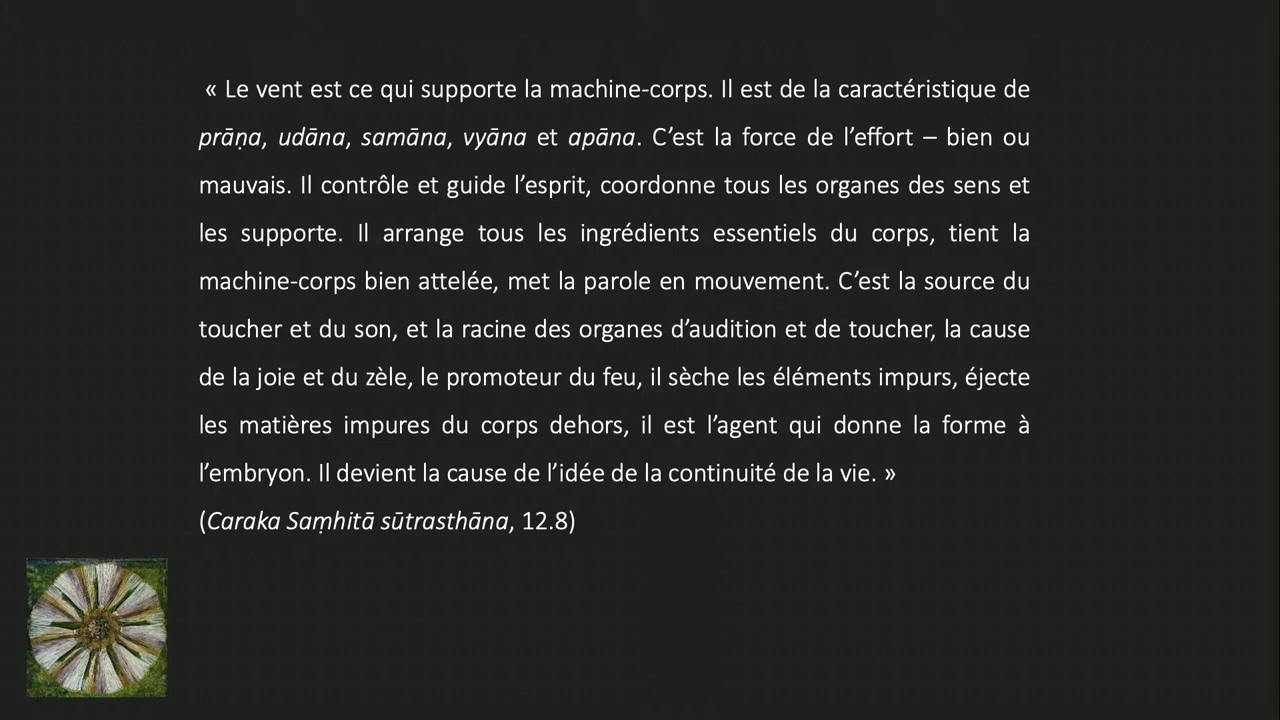 « Le vent est ce qui supporte la machine-corps. Il est de la caractéristique de
prāṇa, udāna, samāna, vyāna et apāna. C’est la force de l’effort – bien ou
mauvais. Il contrôle et guide l’esprit, coordonne tous les organes des sens et
les supporte. Il arrange tous les ingrédients essentiels du corps, tient la
machine-corps bien attelée, met la parole en mouvement. C’est la source du
toucher et du son, et la racine des organes d’audition et de toucher, la cause
de la joie et du zèle, le promoteur du feu, il sèche les éléments impurs, éjecte
les matières impures du corps dehors, il est l’agent qui donne la forme à
l’embryon. Il devient la cause de l’idée de la continuité de la vie. »
(Caraka Saṃhitā sūtrasthāna, 12.8)